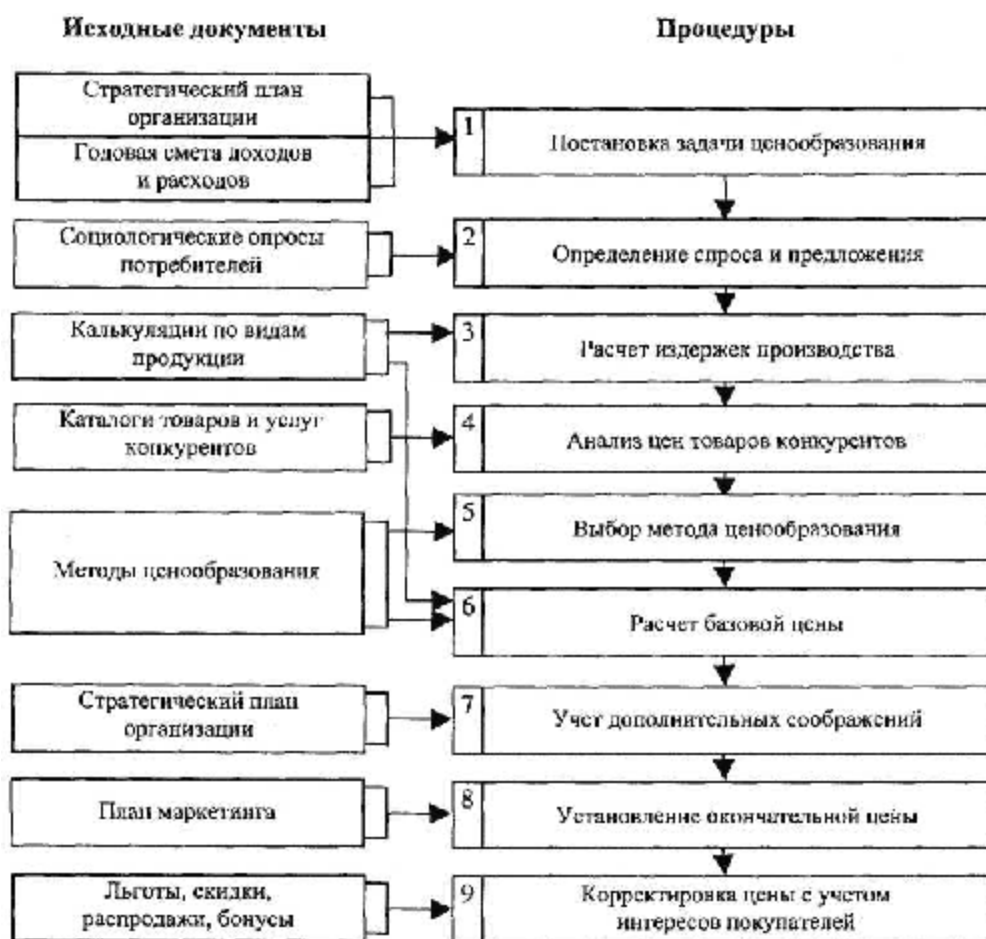 Исходные документы
Процедуры
Стратегический план
организации
Годовая смета доходов
и расходов
1
Постановка задачи ценообразования
Социологические опросы
потребителей
2
Определение спроса и предложения
Калькуляции по видам
продукции
3
Расчет издержек производства
Каталоги товаров и услуг
конкурентов
4
Анализ цен товаров конкурентов
Методы ценообразования
5
Выбор метода ценообразования
6
Расчет базовой цены
Стратегический план
организации
7
Учет дополнительных соображений
План маркетинга
8
Установление окончательной цены
Льготы, скидки,
распродажи, бонусы
9
Корректировка цены с учетом
интересов покупателей